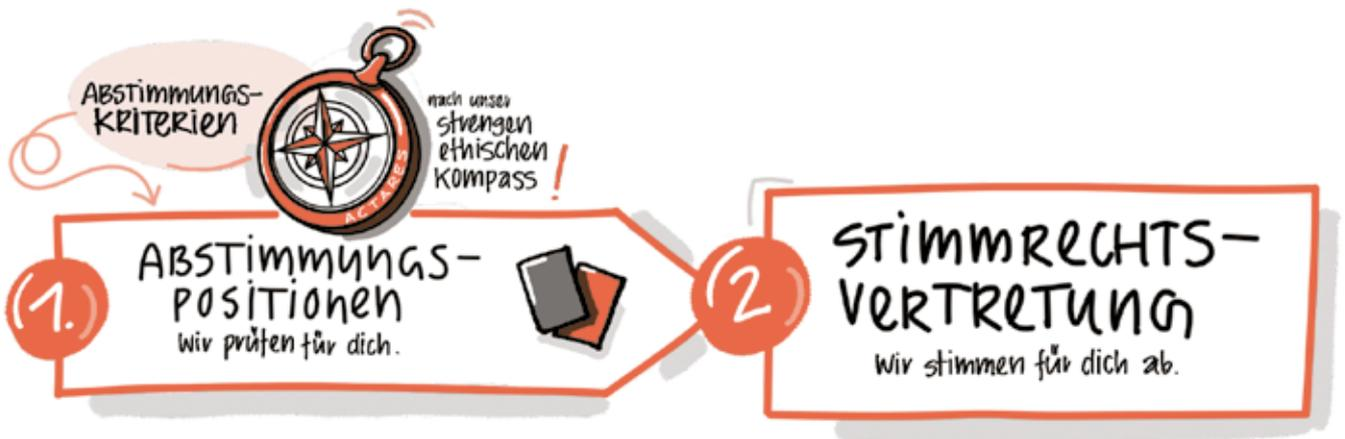 ABSTIMMUNGS-
KRITERIEN
nach unser
strengen
ethischen
Kompass !
ACTARES
1.
ABSTIMMUNGS-
POSITIONEN
Wir prüfen für dich.
2
STIMMRECHTS-
VERTRETUNG
Wir stimmen für dich ab.